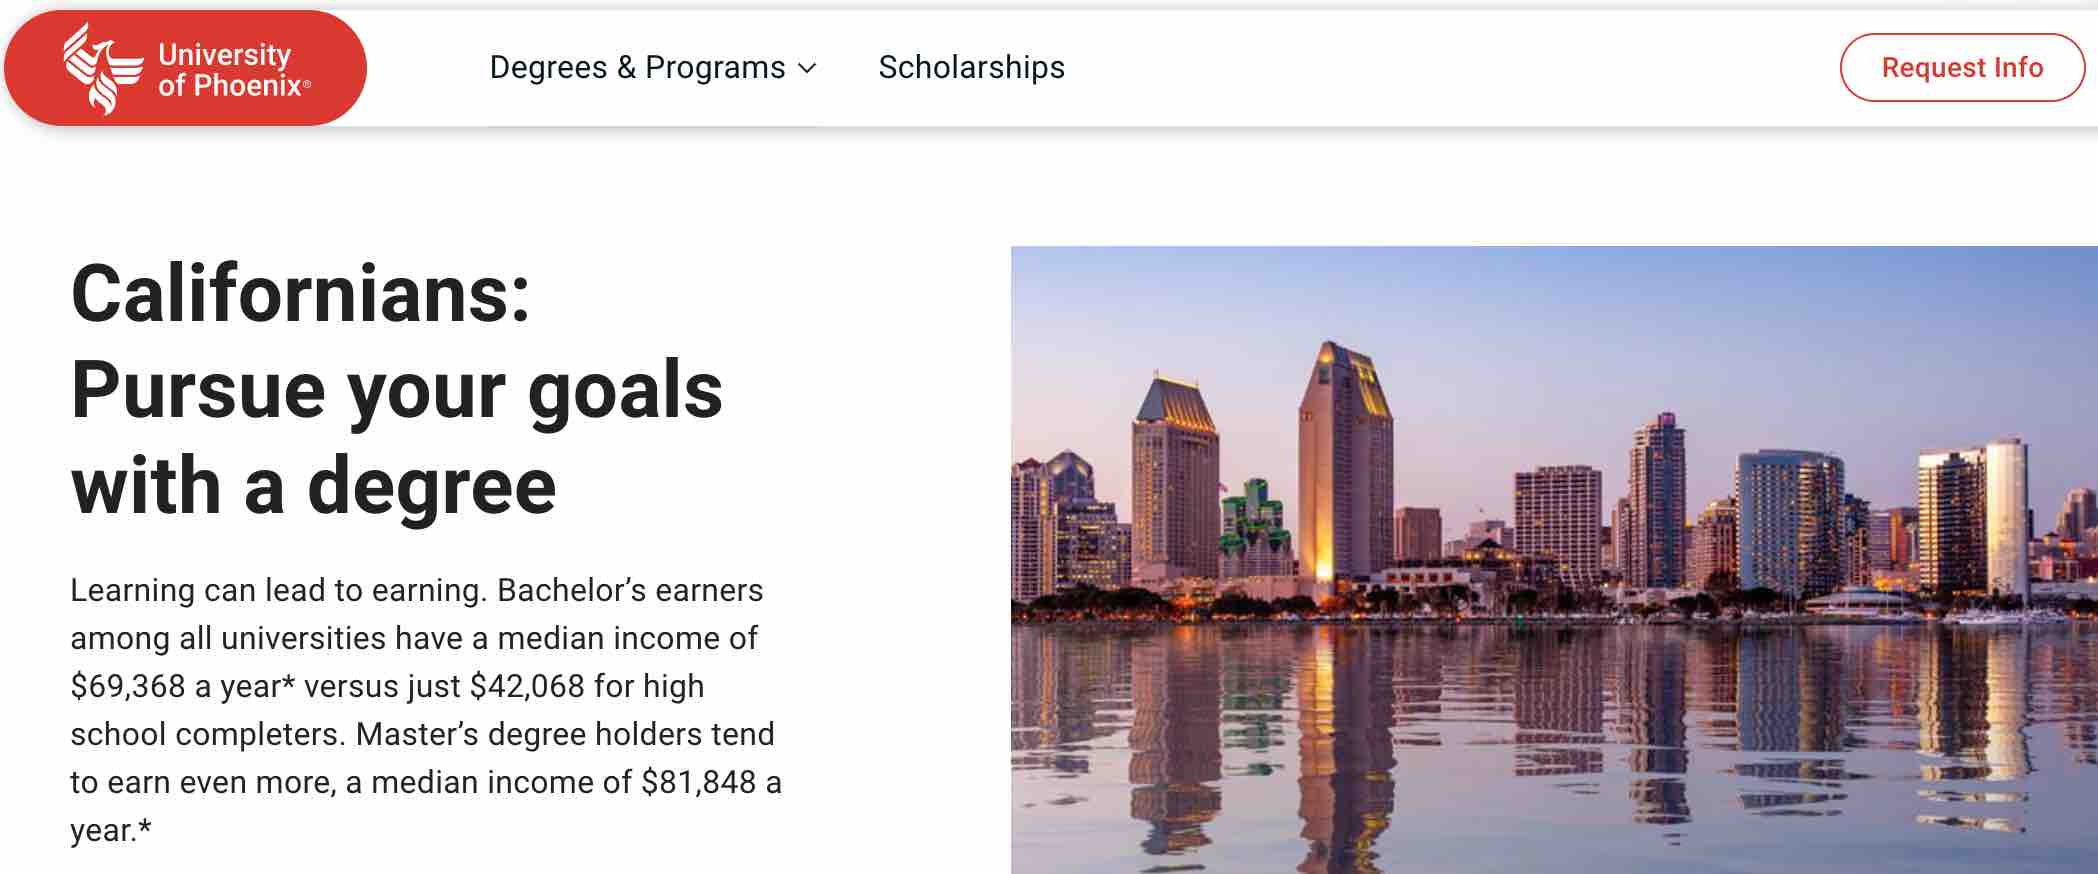 University
of Phoenix®
Degrees & Programs
Scholarships
Request Info
Californians:
Pursue your goals
with a degree
Learning can lead to earning. Bachelor’s earners
among all universities have a median income of
$69,368 a year* versus just $42,068 for high
school completers. Master’s degree holders tend
to earn even more, a median income of $81,848 a
year.*